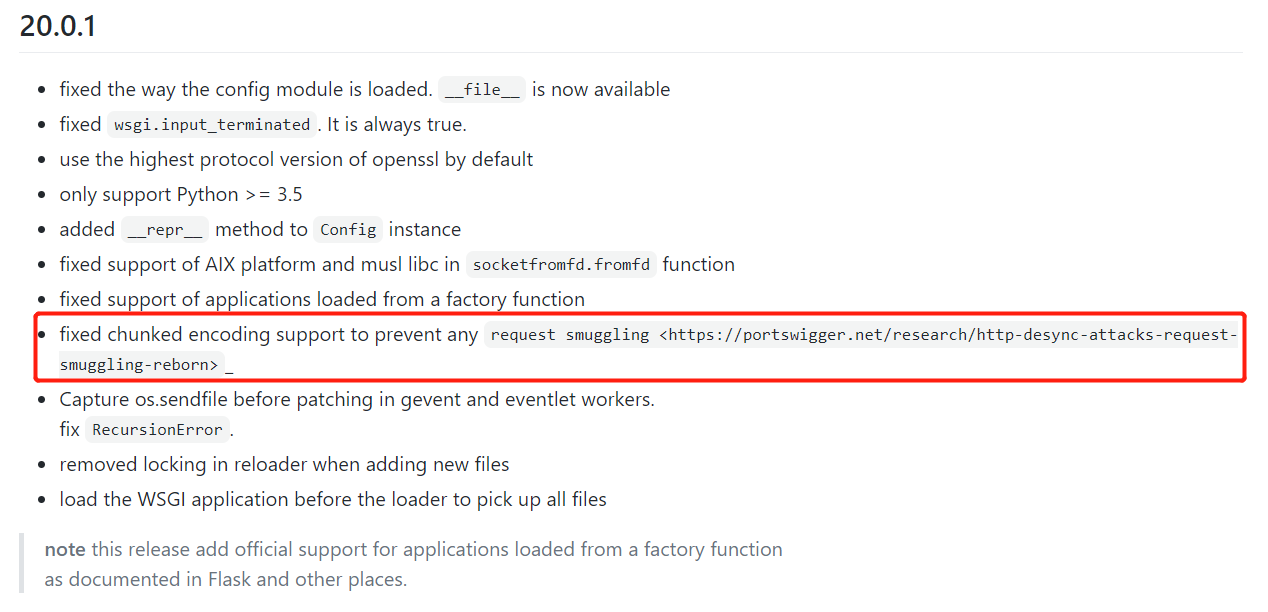 20.0.1
fixed the way the config module is loaded. __file__ is now available
fixed wsgi.input_terminated. It is always true.
use the highest protocol version of openssl by default
only support Python >= 3.5
added __repr__ method to Config instance
fixed support of AIX platform and musl libc in socketfromfd.fromfd function
fixed support of applications loaded from a factory function
fixed chunked encoding support to prevent any request smuggling <https://portswigger.net/research/http-desync-attacks-request-
smuggling-reborn> _
Capture os.sendfile before patching in gevent and eventlet workers.
fix RecursionError.
removed locking in reloader when adding new files
load the WSGI application before the loader to pick up all files
note this release add official support for applications loaded from a factory function
as documented in Flask and other places.